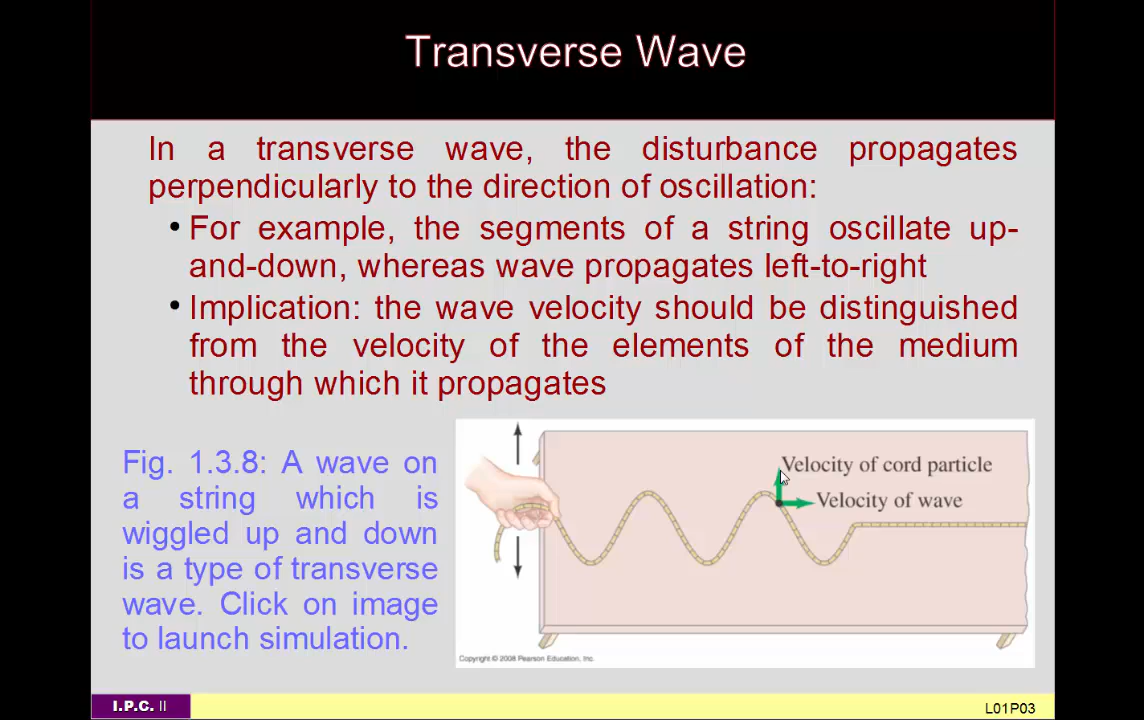 Transverse Wave
In a transverse wave, the disturbance propagates
perpendicularly to the direction of oscillation:
• For example, the segments of a string oscillate up-
and-down, whereas wave propagates left-to-right
• Implication: the wave velocity should be distinguished
from the velocity of the elements of the medium
through which it propagates
Fig. 1.3.8: A wave on
a string which is
wiggled up and down
is a type of transverse
wave. Click on image
to launch simulation.
Velocity of cord particle
Velocity of wave
Copyright © 2008 Pearson Education, Inc.
I.P.C. II
L01P03